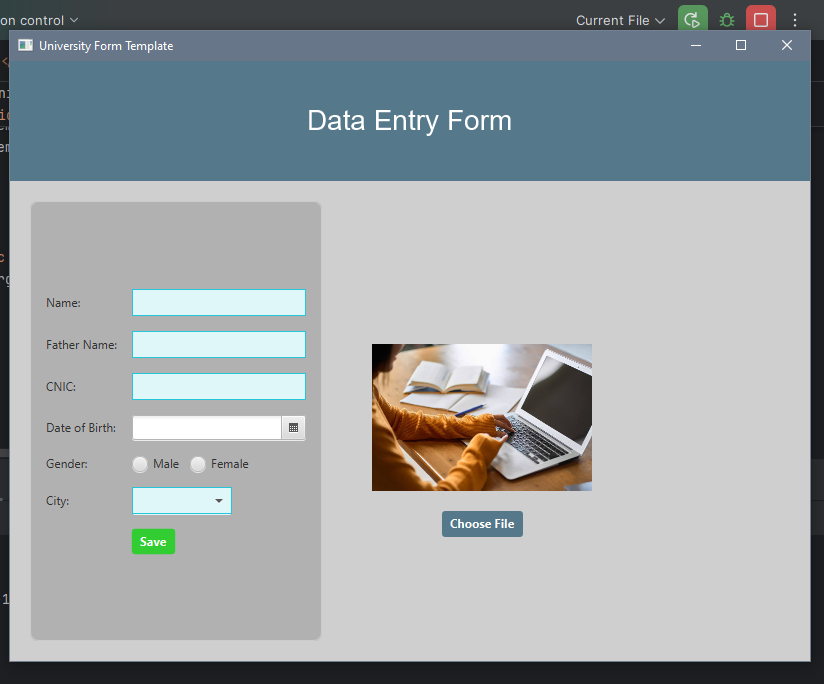 on control
Current File
University Form Template
Data Entry Form
Name:
Father Name:
CNIC:
Date of Birth:
Gender: Male Female
City:
Save
Choose File
1